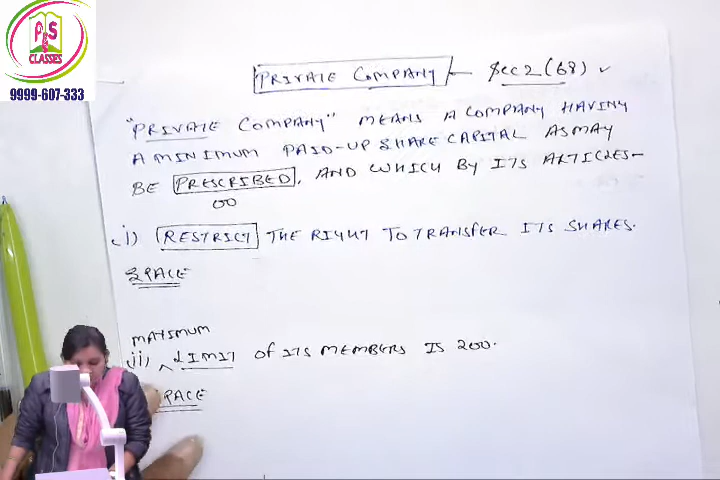 P&S
CLASSES
9999-607-333
PRIVATE COMPANY - Sec 2 (68) ✓
"PRIVATE COMPANY" MEANS A COMPANY HAVING
A MINIMUM PAID-UP SHARE CAPITAL AS MAY
BE PRESCRIBED, AND WHICH BY ITS ARTICLES-
00
(i) RESTRICT THE RIGHT TO TRANSFER ITS SHARES.
SPACE
MAXIMUM
(ii) ^ LIMIT OF ITS MEMBERS IS 200.
SPACE